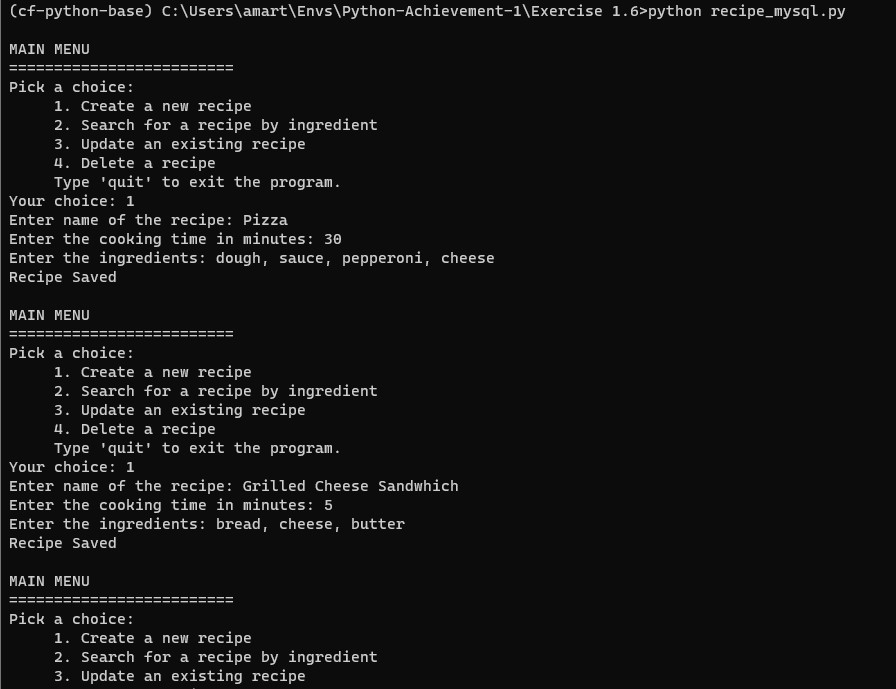 (cf-python-base) C:\Users\amart\Envs\Python-Achievement-1\Exercise 1.6>python recipe_mysql.py
MAIN MENU
=========================
Pick a choice:
1. Create a new recipe
2. Search for a recipe by ingredient
3. Update an existing recipe
4. Delete a recipe
Type 'quit' to exit the program.
Your choice: 1
Enter name of the recipe: Pizza
Enter the cooking time in minutes: 30
Enter the ingredients: dough, sauce, pepperoni, cheese
Recipe Saved
MAIN MENU
=========================
Pick a choice:
1. Create a new recipe
2. Search for a recipe by ingredient
3. Update an existing recipe
4. Delete a recipe
Type 'quit' to exit the program.
Your choice: 1
Enter name of the recipe: Grilled Cheese Sandwhich
Enter the cooking time in minutes: 5
Enter the ingredients: bread, cheese, butter
Recipe Saved
MAIN MENU
=========================
Pick a choice:
1. Create a new recipe
2. Search for a recipe by ingredient
3. Update an existing recipe